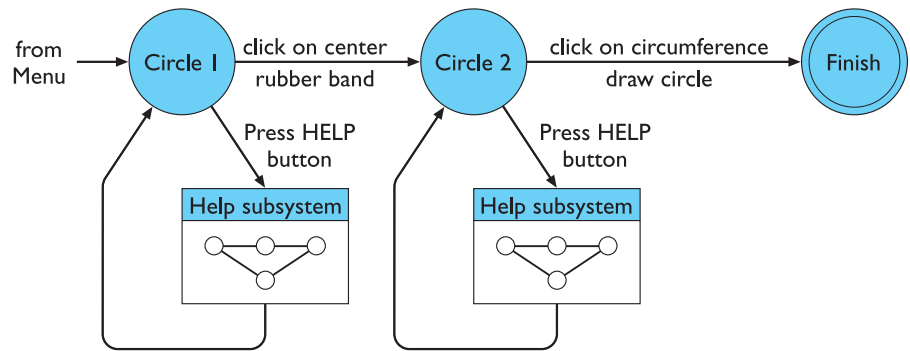 from
Menu
Circle 1
click on center
rubber band
Circle 2
click on circumference
draw circle
Finish
Press HELP
button
Press HELP
button
Help subsystem
Help subsystem